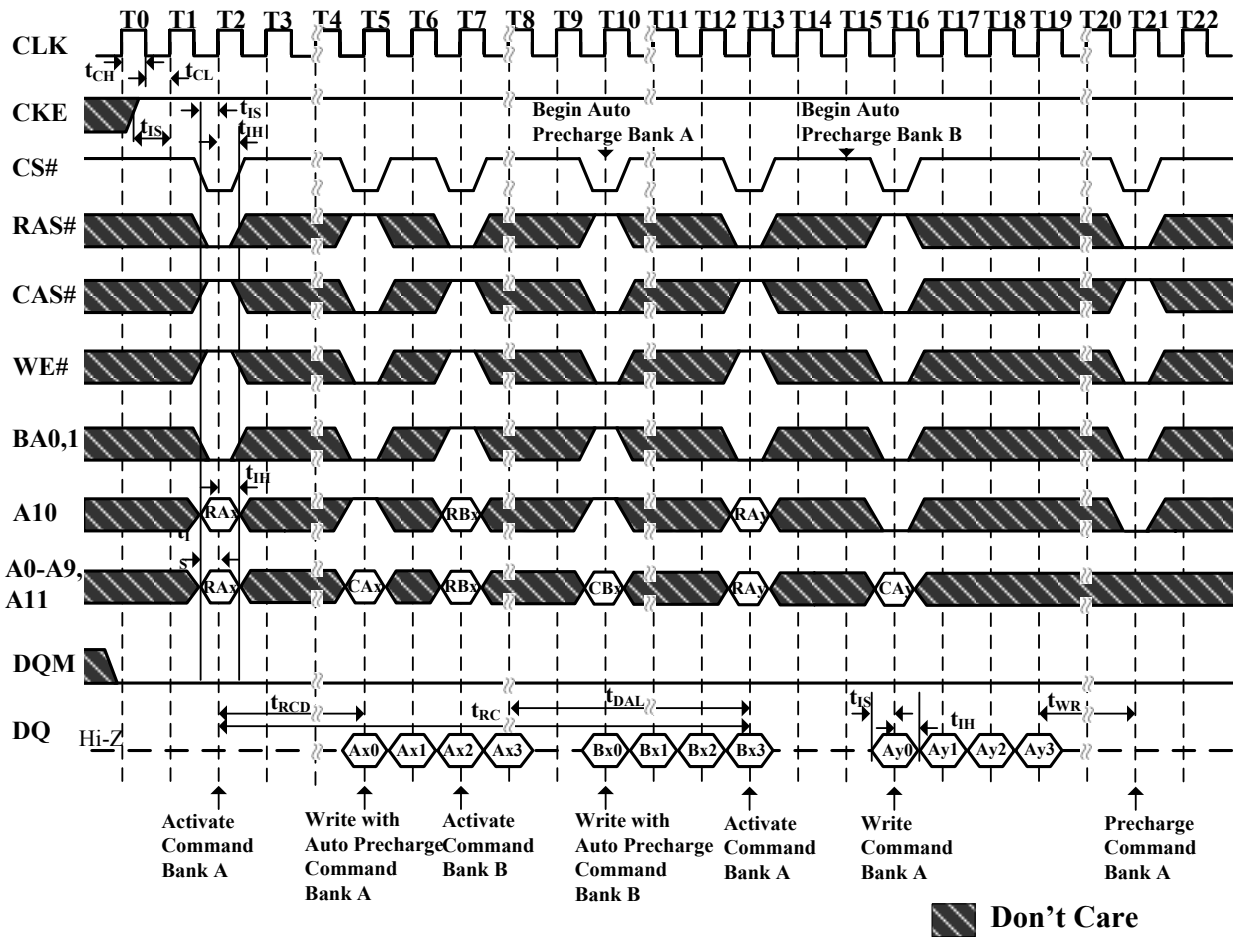 T0 T1 T2 T3 T4 T5 T6 T7 T8 T9 T10 T11 T12 T13 T14 T15 T16 T17 T18 T19 T20 T21 T22
CLK
tCH tCL
CKE
tIS
tIS
tIH
Begin Auto
Precharge Bank A
Begin Auto
Precharge Bank B
CS#
RAS#
CAS#
WE#
BA0,1
tIH
A10
RAx RBx RAy
tI
S
A0-A9,
A11
RAx CAx RBx CBx RAy CAy
DQM
tRCD tRC tDAL tIS tIH tWR
DQ
Hi-Z
Ax0 Ax1 Ax2 Ax3 Bx0 Bx1 Bx2 Bx3 Ay0 Ay1 Ay2 Ay3
Activate
Command
Bank A
Write with
Auto Precharge
Command
Bank A
Activate
Command
Bank B
Write with
Auto Precharge
Command
Bank B
Activate
Command
Bank A
Write
Command
Bank A
Precharge
Command
Bank A
Don't Care